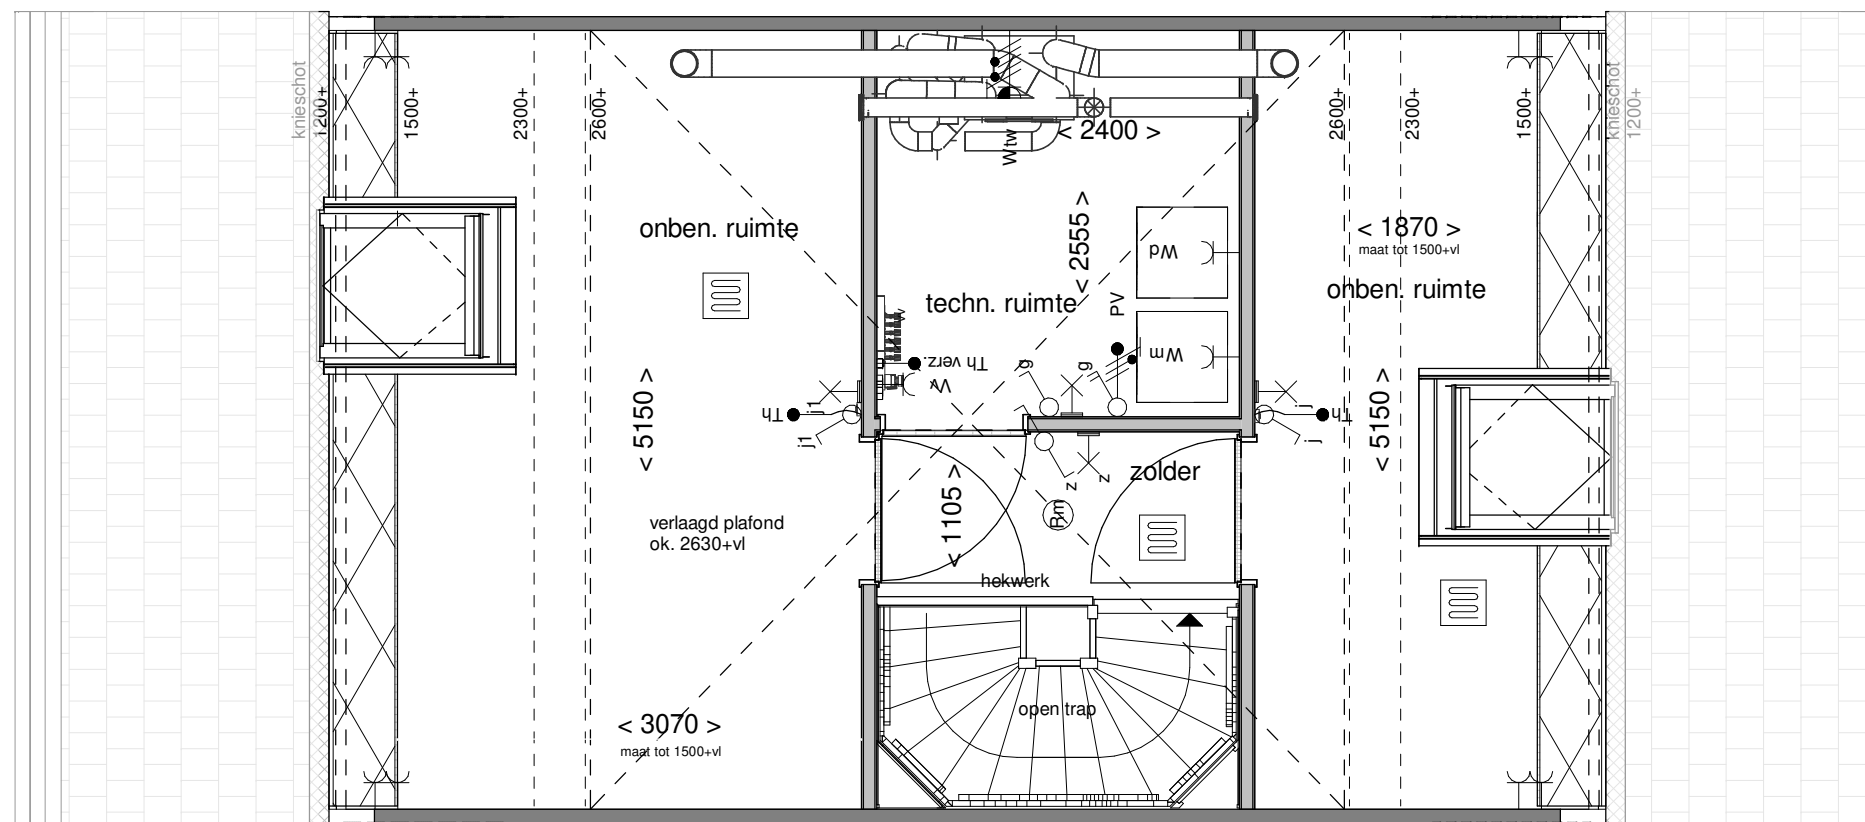 knieschot
1200+
1500+
2300+
2600+
Wtw
< 2400 >
2600+
2300+
1500+
knieschot
1200+
onben. ruimte
< 2555 >
Wd
< 1870 >
maat tot 1500+vl
onben. ruimte
techn. ruimte
PV
V
Wm
Th verz.
Vv
g
g
< 5150 >
Th
j1
j1
< 5150 >
Th
j
j
zolder
z
z
< 1105 >
Rm
verlaagd plafond
ok. 2630+vl
hekwerk
open trap
< 3070 >
maat tot 1500+vl